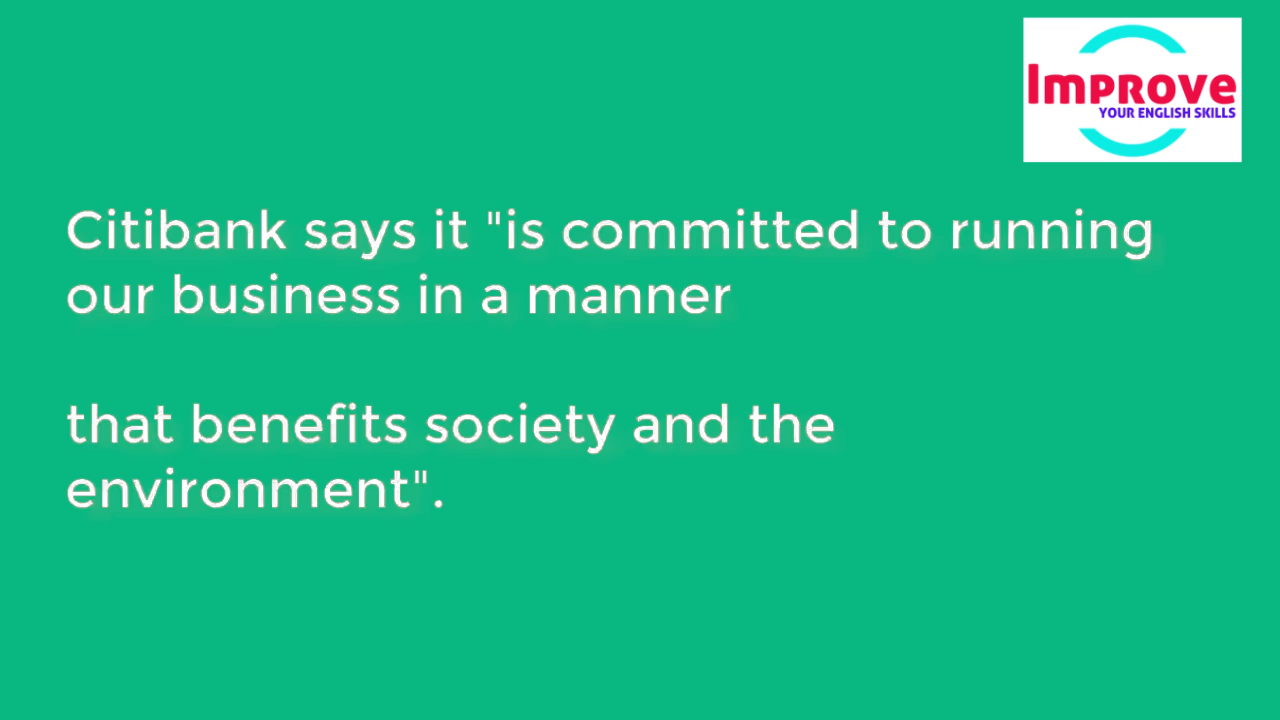 Improve
YOUR ENGLISH SKILLS
Citibank says it "is committed to running
our business in a manner
that benefits society and the
environment".